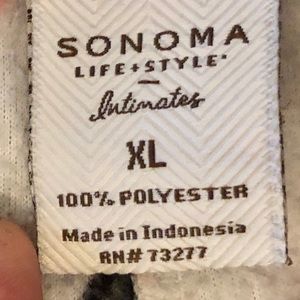 SONOMA
LIFE+STYLE®
Intimates
XL
100% POLYESTER
Made in Indonesia
RN# 73277